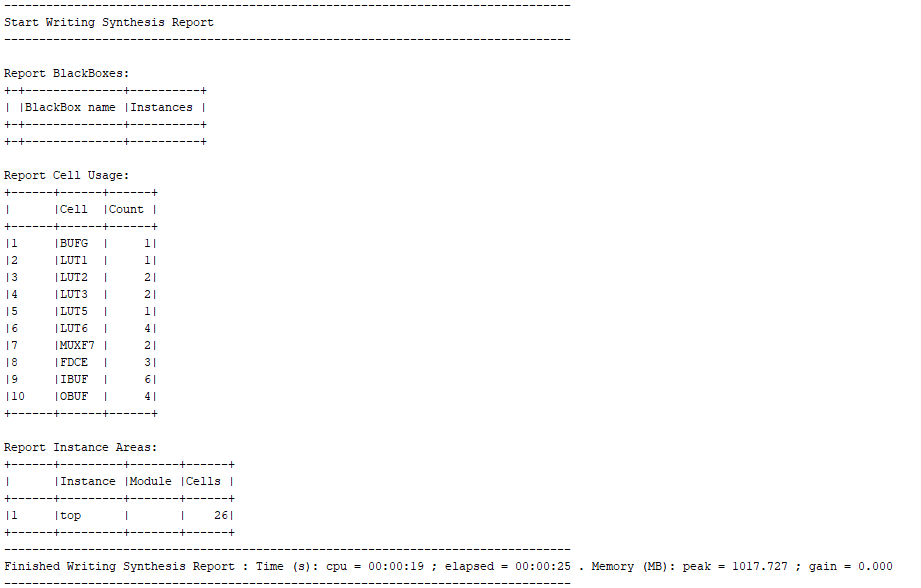 ---------------------------------------------------------------------------------
Start Writing Synthesis Report
---------------------------------------------------------------------------------

Report BlackBoxes:
+-+--------------+----------+
| |BlackBox name |Instances |
+-+--------------+----------+
+-+--------------+----------+

Report Cell Usage:
+------+------+------+
|      |Cell  |Count |
+------+------+------+
|1     |BUFG  |     1|
|2     |LUT1  |     1|
|3     |LUT2  |     2|
|4     |LUT3  |     2|
|5     |LUT5  |     1|
|6     |LUT6  |     4|
|7     |MUXF7 |     2|
|8     |FDCE  |     3|
|9     |IBUF  |     6|
|10    |OBUF  |     4|
+------+------+------+

Report Instance Areas:
+------+---------+-------+------+
|      |Instance |Module |Cells |
+------+---------+-------+------+
|1     |top      |       |    26|
+------+---------+-------+------+
---------------------------------------------------------------------------------
Finished Writing Synthesis Report : Time (s): cpu = 00:00:19 ; elapsed = 00:00:25 . Memory (MB): peak = 1017.727 ; gain = 0.000
---------------------------------------------------------------------------------